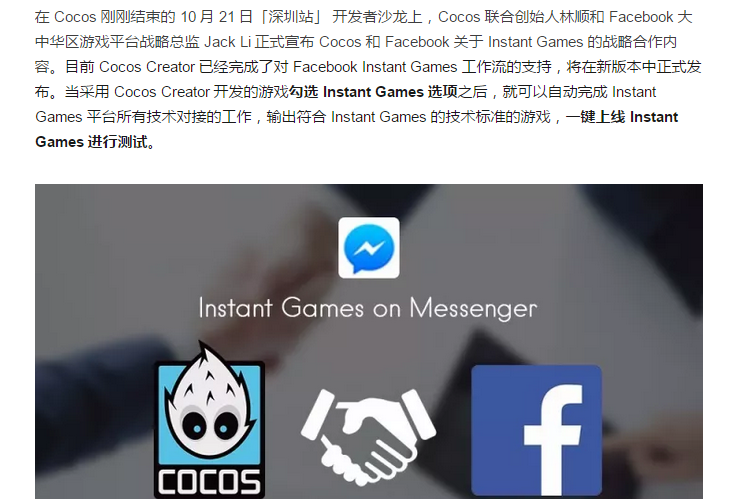 在 Cocos 刚刚结束的 10 月 21 日「深圳站」 开发者沙龙上，Cocos 联合创始人林顺和 Facebook 大
中华区游戏平台战略总监 Jack Li 正式宣布 Cocos 和 Facebook 关于 Instant Games 的战略合作内
容。目前 Cocos Creator 已经完成了对 Facebook Instant Games 工作流的支持，将在新版本中正式发
布。当采用 Cocos Creator 开发的游戏勾选 Instant Games 选项之后，就可以自动完成 Instant
Games 平台所有技术对接的工作，输出符合 Instant Games 的技术标准的游戏，一键上线 Instant
Games 进行测试。
Instant Games on Messenger
COCOS
f